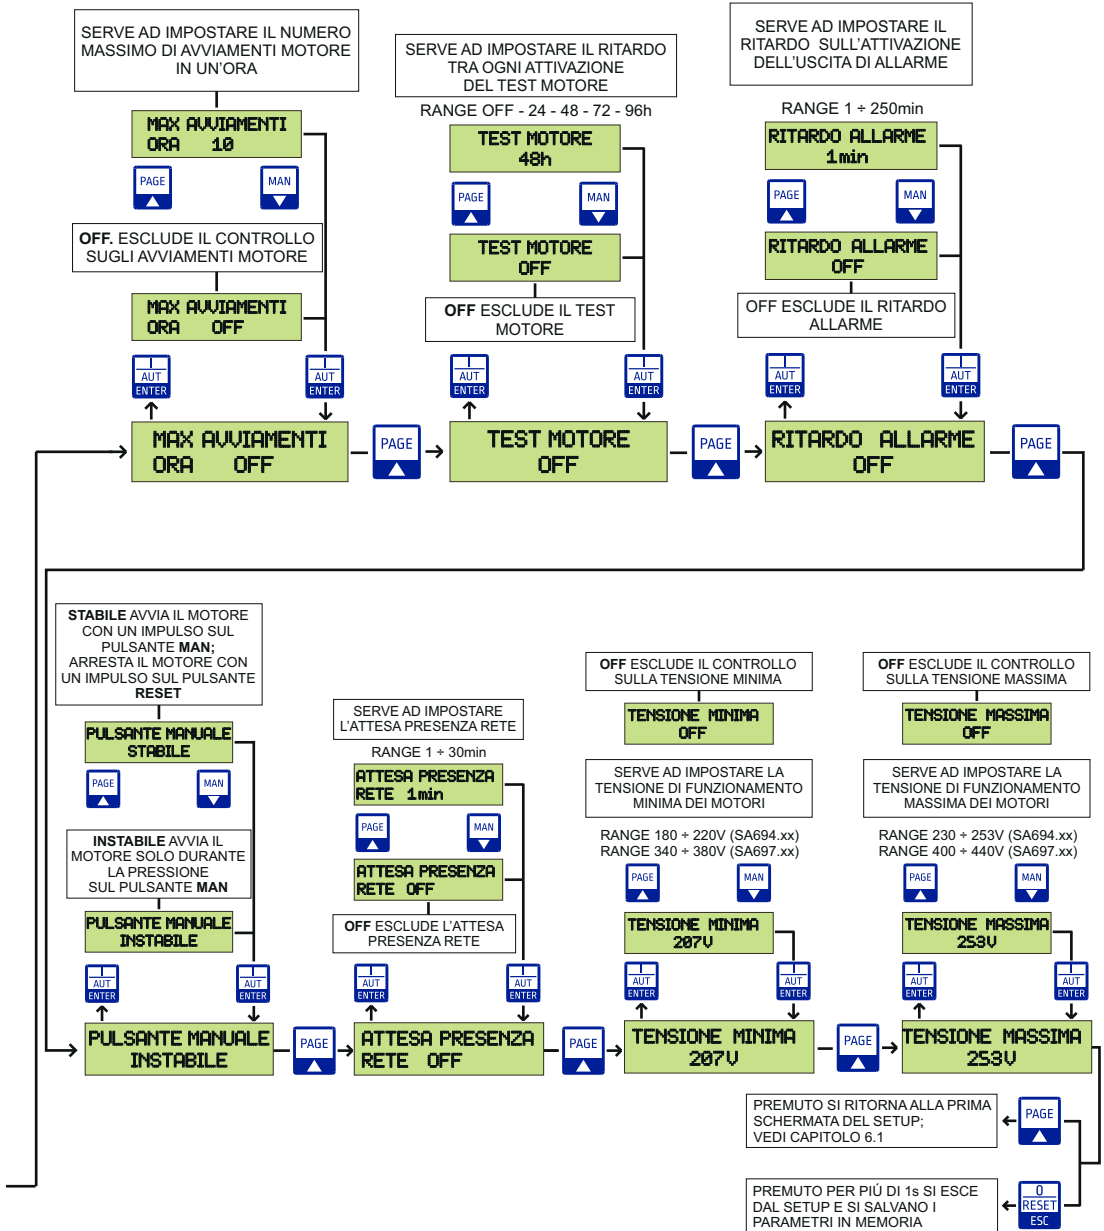 SERVE AD IMPOSTARE IL NUMERO
MASSIMO DI AVVIAMENTI MOTORE
IN UN'ORA
MAX AVVIAMENTI
ORA 10
PAGE
MAN
OFF. ESCLUDE IL CONTROLLO
SUGLI AVVIAMENTI MOTORE
MAX AVVIAMENTI
ORA OFF
AUT
ENTER
AUT
ENTER
MAX AVVIAMENTI
ORA OFF
PAGE
SERVE AD IMPOSTARE IL RITARDO
TRA OGNI ATTIVAZIONE
DEL TEST MOTORE
RANGE OFF - 24 - 48 - 72 - 96h
TEST MOTORE
48h
PAGE
MAN
TEST MOTORE
OFF
OFF ESCLUDE IL TEST
MOTORE
AUT
ENTER
AUT
ENTER
TEST MOTORE
OFF
PAGE
SERVE AD IMPOSTARE IL
RITARDO SULL'ATTIVAZIONE
DELL'USCITA DI ALLARME
RANGE 1 ÷ 250min
RITARDO ALLARME
1min
PAGE
MAN
RITARDO ALLARME
OFF
OFF ESCLUDE IL RITARDO
ALLARME
AUT
ENTER
AUT
ENTER
RITARDO ALLARME
OFF
PAGE
STABILE AVVIA IL MOTORE
CON UN IMPULSO SUL
PULSANTE MAN;
ARRESTA IL MOTORE CON
UN IMPULSO SUL PULSANTE
RESET
PULSANTE MANUALE
STABILE
PAGE
MAN
INSTABILE AVVIA IL
MOTORE SOLO DURANTE
LA PRESSIONE
SUL PULSANTE MAN
PULSANTE MANUALE
INSTABILE
AUT
ENTER
AUT
ENTER
PULSANTE MANUALE
INSTABILE
PAGE
SERVE AD IMPOSTARE
L'ATTESA PRESENZA RETE
RANGE 1 ÷ 30min
ATTESA PRESENZA
RETE 1min
PAGE
MAN
ATTESA PRESENZA
RETE OFF
OFF ESCLUDE L'ATTESA
PRESENZA RETE
AUT
ENTER
AUT
ENTER
ATTESA PRESENZA
RETE OFF
PAGE
OFF ESCLUDE IL CONTROLLO
SULLA TENSIONE MINIMA
TENSIONE MINIMA
OFF
SERVE AD IMPOSTARE LA
TENSIONE DI FUNZIONAMENTO
MINIMA DEI MOTORI
RANGE 180 ÷ 220V (SA694.xx)
RANGE 340 ÷ 380V (SA697.xx)
PAGE
MAN
TENSIONE MINIMA
207V
AUT
ENTER
AUT
ENTER
TENSIONE MINIMA
207V
PAGE
OFF ESCLUDE IL CONTROLLO
SULLA TENSIONE MASSIMA
TENSIONE MASSIMA
OFF
SERVE AD IMPOSTARE LA
TENSIONE DI FUNZIONAMENTO
MASSIMA DEI MOTORI
RANGE 230 ÷ 253V (SA694.xx)
RANGE 400 ÷ 440V (SA697.xx)
PAGE
MAN
TENSIONE MASSIMA
253V
AUT
ENTER
AUT
ENTER
TENSIONE MASSIMA
253V
PREMUTO SI RITORNA ALLA PRIMA
SCHERMATA DEL SETUP;
VEDI CAPITOLO 6.1
PAGE
PREMUTO PER PIÚ DI 1s SI ESCE
DAL SETUP E SI SALVANO I
PARAMETRI IN MEMORIA
0
RESET
ESC